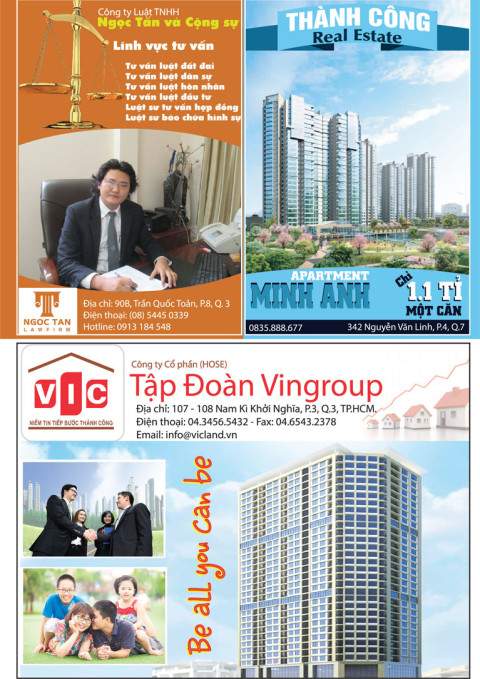 Công ty Luật TNHH
Ngọc Tân và Cộng sự
Lĩnh vực tư vấn
Tư vấn luật đất đai
Tư vấn luật dân sự
Tư vấn luật hôn nhân
Tư vấn luật đầu tư
Luật sư tư vấn hợp đồng
Luật sư bào chữa hình sự
NGOC TAN
LAWFIRM
Địa chỉ: 90B, Trần Quốc Toản, P.8, Q. 3
Điện thoại: (08) 5445 0339
Hotline: 0913 184 548
THÀNH CÔNG
Real Estate
APARTMENT
MINH ANH
Chỉ
1.1 TỈ
MỘT CĂN
0835.888.677
342 Nguyễn Văn Linh, P.4, Q.7
VIC
NIỀM TIN TIẾP BƯỚC THÀNH CÔNG
Công ty Cổ phần (HOSE)
Tập Đoàn Vingroup
Địa chỉ: 107 - 108 Nam Kì Khởi Nghĩa, P.3, Q.3, TP.HCM.
Điện thoại: 04.3456.5432 - Fax: 04.6543.2378
Email: info@vicland.vn
Be all you can be